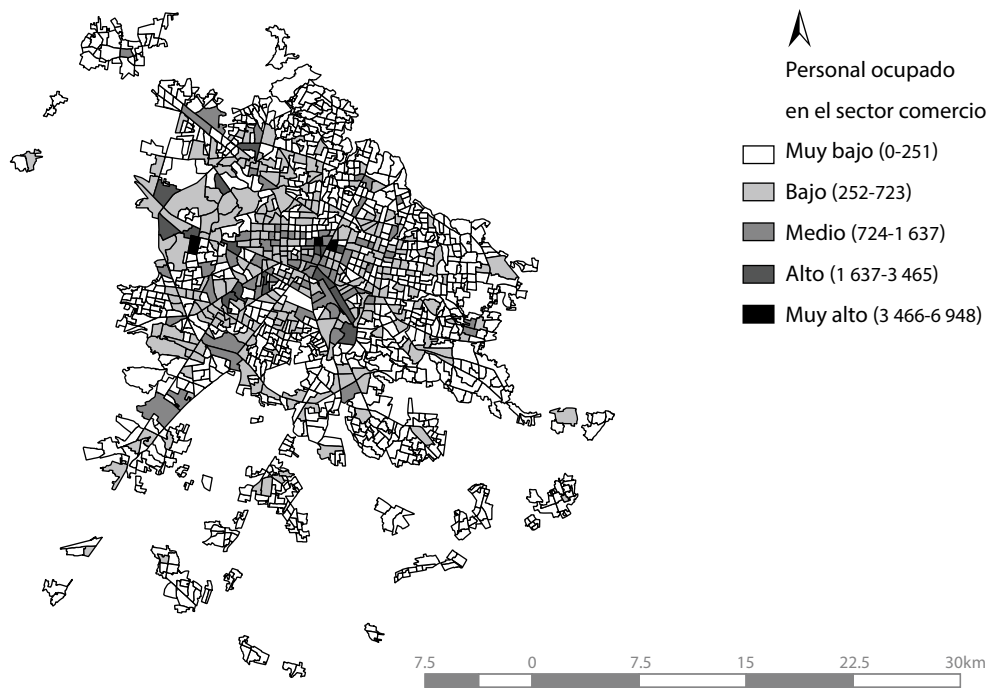 Personal ocupado
en el sector comercio
Muy bajo (0-251)
Bajo (252-723)
Medio (724-1 637)
Alto (1 637-3 465)
Muy alto (3 466-6 948)
7.5 0 7.5 15 22.5 30km